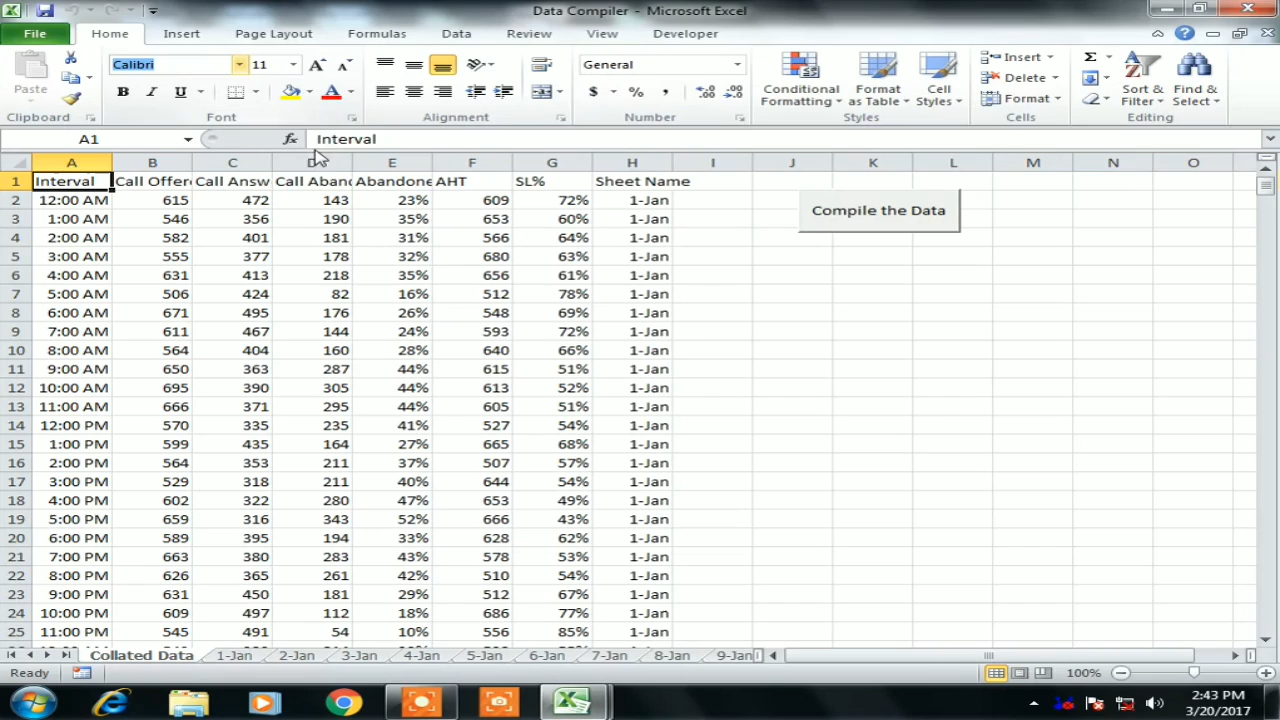 Data Compiler - Microsoft Excel
File Home Insert Page Layout Formulas Data Review View Developer
Paste Calibri 11 General Conditional Formatting Format as Table Cell Styles Insert Delete Format Sort & Filter Find & Select
Clipboard Font Alignment Number Styles Cells Editing
A1 fx Interval
A B C D E F G H I J K L M N O
1 Interval Call Offere Call Answ Call Aband Abandone AHT SL% Sheet Name
2 12:00 AM 615 472 143 23% 609 72% 1-Jan
Compile the Data
3 1:00 AM 546 356 190 35% 653 60% 1-Jan
4 2:00 AM 582 401 181 31% 566 64% 1-Jan
5 3:00 AM 555 377 178 32% 680 63% 1-Jan
6 4:00 AM 631 413 218 35% 656 61% 1-Jan
7 5:00 AM 506 424 82 16% 512 78% 1-Jan
8 6:00 AM 671 495 176 26% 548 69% 1-Jan
9 7:00 AM 611 467 144 24% 593 72% 1-Jan
10 8:00 AM 564 404 160 28% 640 66% 1-Jan
11 9:00 AM 650 363 287 44% 615 51% 1-Jan
12 10:00 AM 695 390 305 44% 613 52% 1-Jan
13 11:00 AM 666 371 295 44% 605 51% 1-Jan
14 12:00 PM 570 335 235 41% 527 54% 1-Jan
15 1:00 PM 599 435 164 27% 665 68% 1-Jan
16 2:00 PM 564 353 211 37% 507 57% 1-Jan
17 3:00 PM 529 318 211 40% 644 54% 1-Jan
18 4:00 PM 602 322 280 47% 653 49% 1-Jan
19 5:00 PM 659 316 343 52% 666 43% 1-Jan
20 6:00 PM 589 395 194 33% 628 62% 1-Jan
21 7:00 PM 663 380 283 43% 578 53% 1-Jan
22 8:00 PM 626 365 261 42% 510 54% 1-Jan
23 9:00 PM 631 450 181 29% 512 67% 1-Jan
24 10:00 PM 609 497 112 18% 686 77% 1-Jan
25 11:00 PM 545 491 54 10% 556 85% 1-Jan
Collated Data 1-Jan 2-Jan 3-Jan 4-Jan 5-Jan 6-Jan 7-Jan 8-Jan 9-Jan
Ready 100%
2:43 PM
3/20/2017